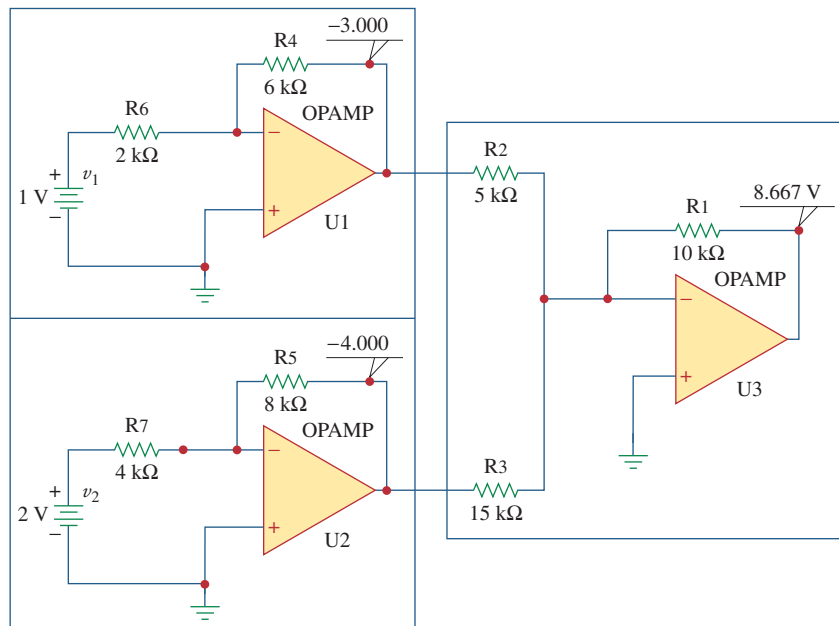 −3.000
R4
6 kΩ
OPAMP
R6
2 kΩ
−
+
v1
1 V
−
+
U1
R2
5 kΩ
8.667 V
R1
10 kΩ
OPAMP
−
+
U3
−4.000
R5
8 kΩ
OPAMP
R7
4 kΩ
−
+
v2
2 V
−
+
U2
R3
15 kΩ